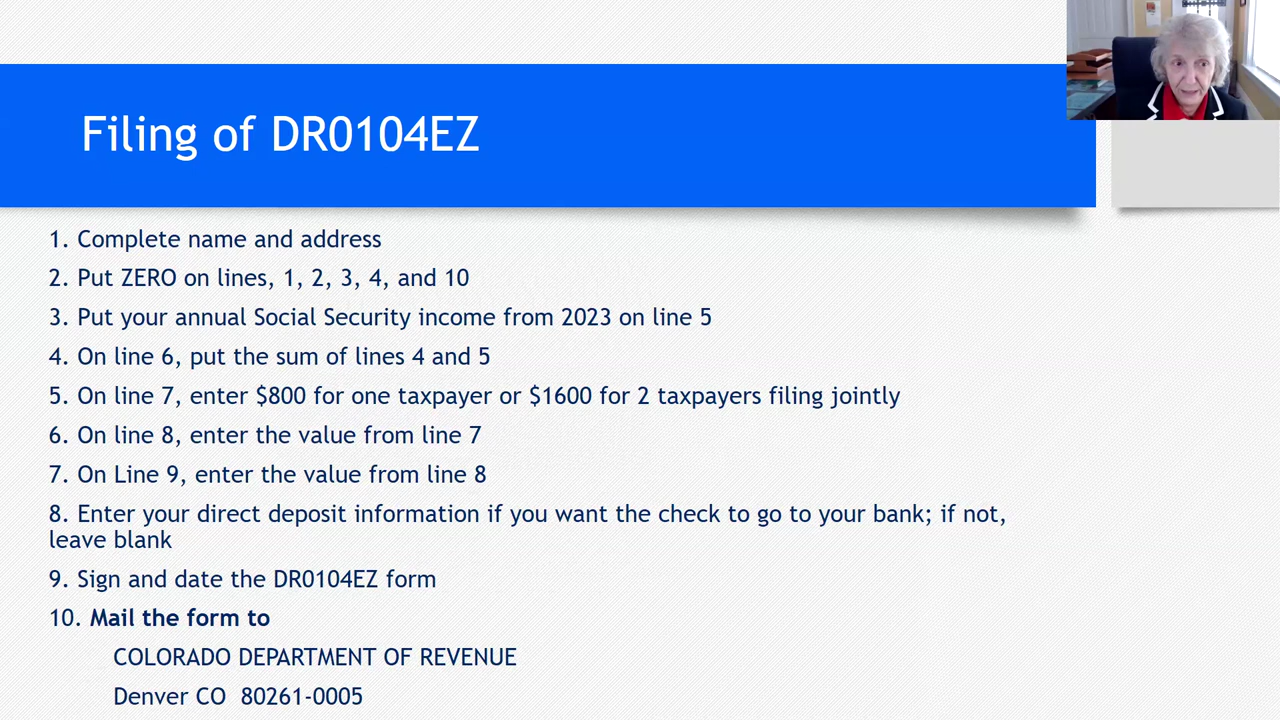 Filing of DR0104EZ
1. Complete name and address
2. Put ZERO on lines, 1, 2, 3, 4, and 10
3. Put your annual Social Security income from 2023 on line 5
4. On line 6, put the sum of lines 4 and 5
5. On line 7, enter $800 for one taxpayer or $1600 for 2 taxpayers filing jointly
6. On line 8, enter the value from line 7
7. On Line 9, enter the value from line 8
8. Enter your direct deposit information if you want the check to go to your bank; if not,
leave blank
9. Sign and date the DR0104EZ form
10. Mail the form to
COLORADO DEPARTMENT OF REVENUE
Denver CO  80261-0005